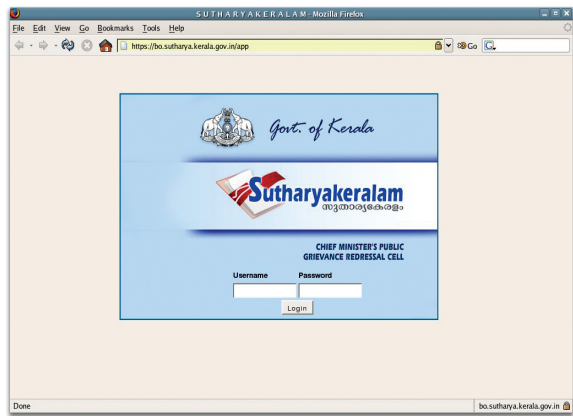 S U T H A R Y A K E R A L A M - Mozilla Firefox
File Edit View Go Bookmarks Tools Help
https://bo.sutharya.kerala.gov.in/app Go G
Govt. of Kerala
Sutharyakeralam
സുതാര്യകേരളം
CHIEF MINISTER'S PUBLIC
GRIEVANCE REDRESSAL CELL
Username Password
Login
Done bo.sutharya.kerala.gov.in